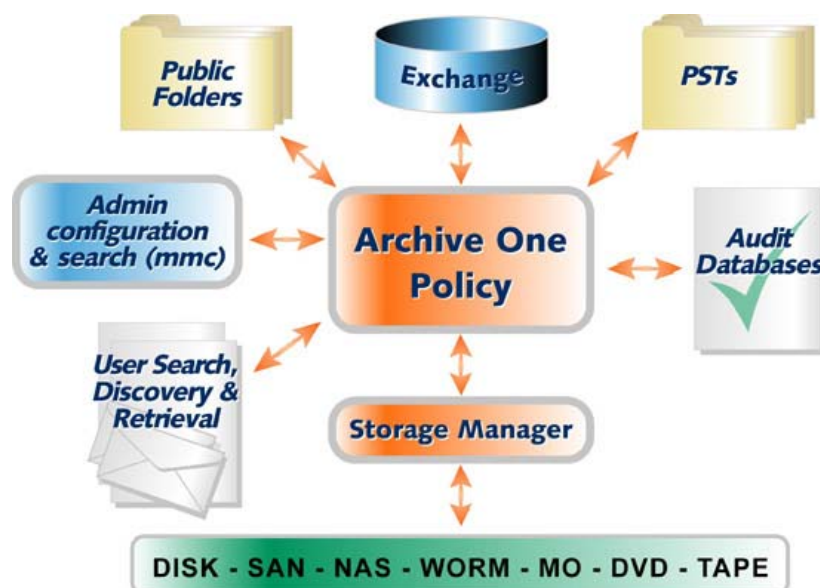 Public
Folders
Exchange
PSTs
Admin
configuration
& search (mmc)
Archive One
Policy
Audit
Databases
User Search,
Discovery &
Retrieval
Storage Manager
DISK - SAN - NAS - WORM - MO - DVD - TAPE